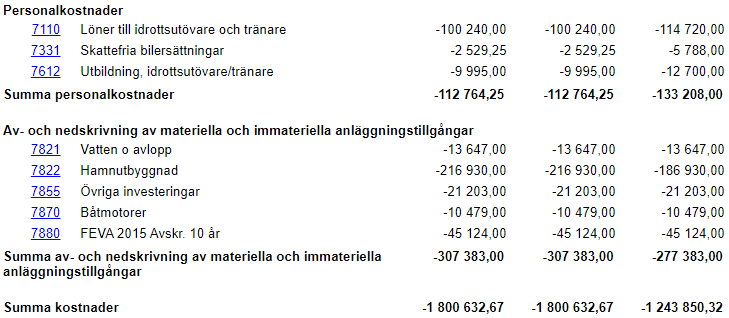 Personalkostnader
7110 Löner till idrottsutövare och tränare -100 240,00 -100 240,00 -114 720,00
7331 Skattefria bilersättningar -2 529,25 -2 529,25 -5 788,00
7612 Utbildning, idrottsutövare/tränare -9 995,00 -9 995,00 -12 700,00
Summa personalkostnader -112 764,25 -112 764,25 -133 208,00
Av- och nedskrivning av materiella och immateriella anläggningstillgångar
7821 Vatten o avlopp -13 647,00 -13 647,00 -13 647,00
7822 Hamnutbyggnad -216 930,00 -216 930,00 -186 930,00
7855 Övriga investeringar -21 203,00 -21 203,00 -21 203,00
7870 Båtmotorer -10 479,00 -10 479,00 -10 479,00
7880 FEVA 2015 Avskr. 10 år -45 124,00 -45 124,00 -45 124,00
Summa av- och nedskrivning av materiella och immateriella -307 383,00 -307 383,00 -277 383,00
anläggningstillgångar
Summa kostnader -1 800 632,67 -1 800 632,67 -1 243 850,32